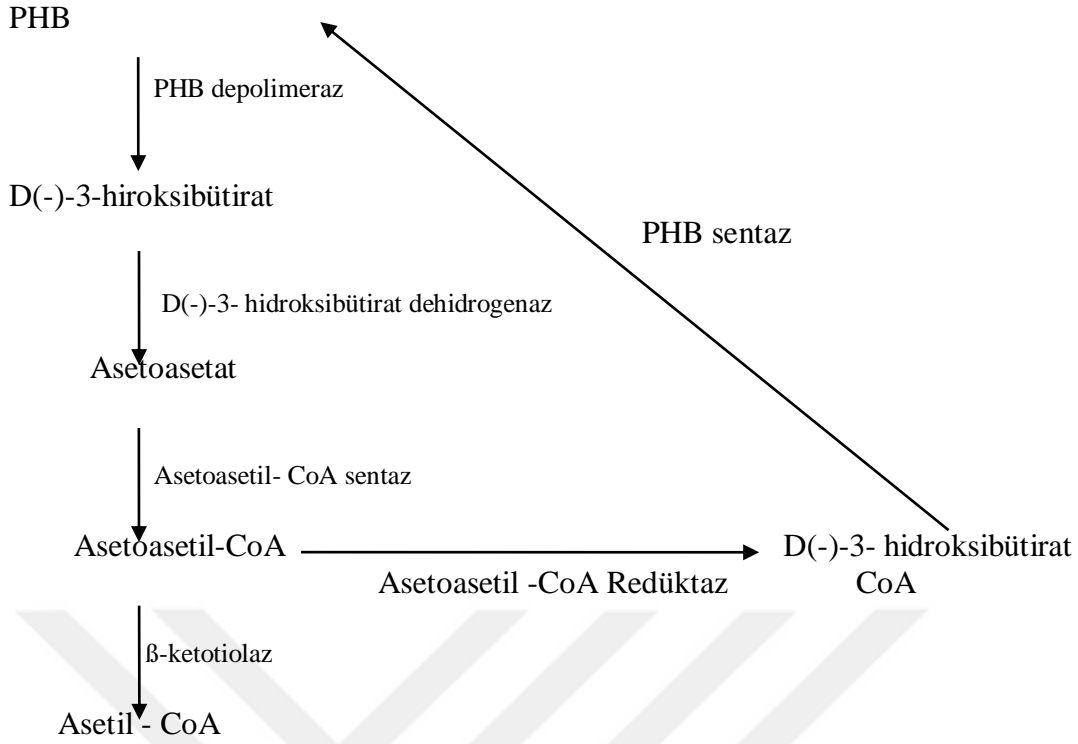 PHB
PHB depolimeraz
D(-)-3-hiroksibütirat
PHB sentaz
D(-)-3- hidroksibütirat dehidrogenaz
Asetoasetat
Asetoasetil- CoA sentaz
Asetoasetil-CoA
D(-)-3- hidroksibütirat
CoA
Asetoasetil -CoA Redüktaz
ß-ketotiolaz
Asetil - CoA